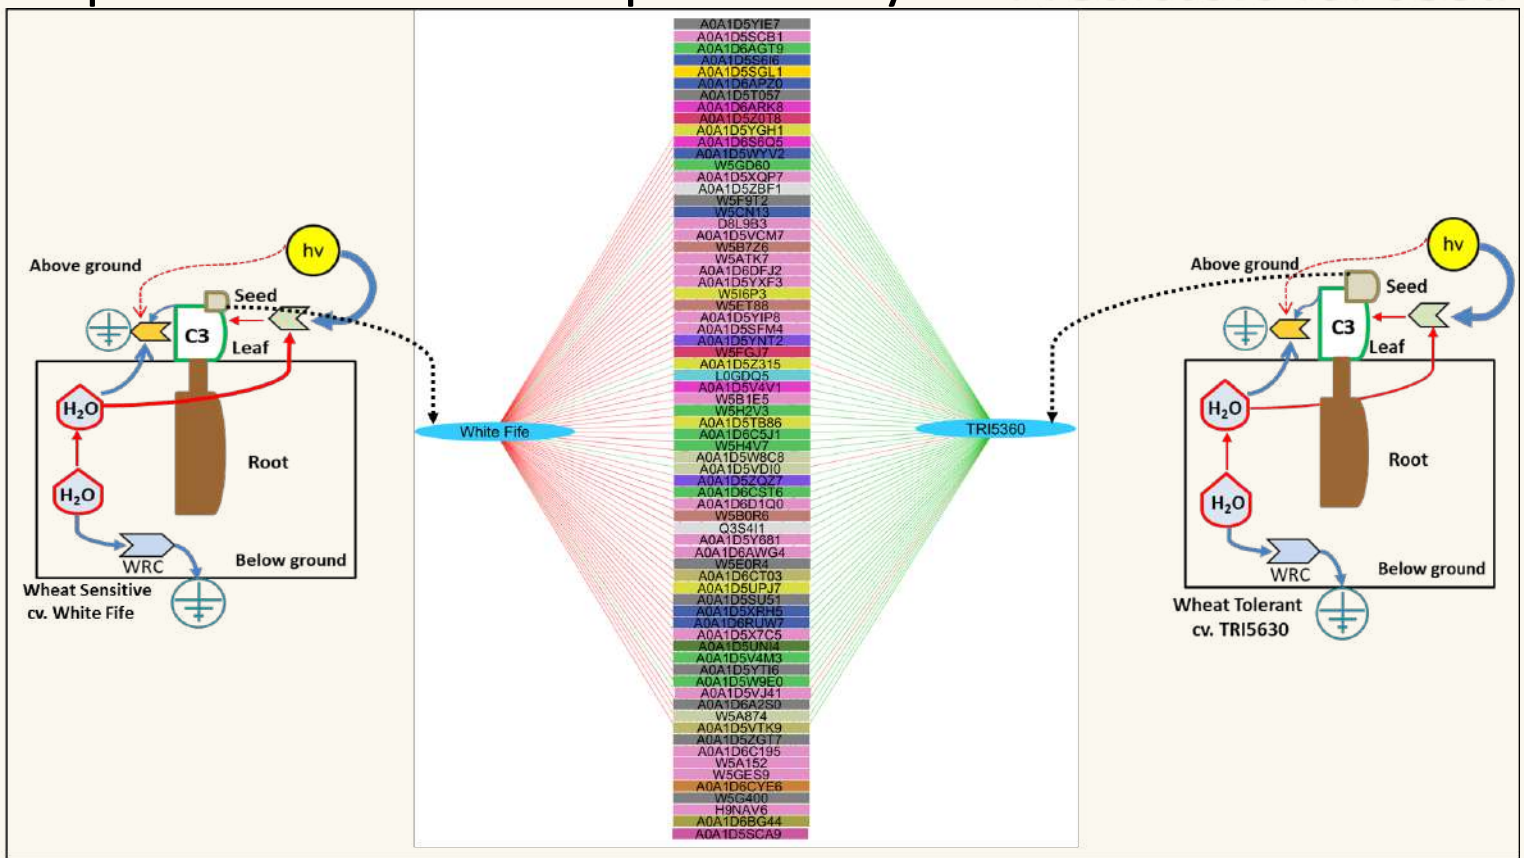 Above ground
hv
Seed
C3
Leaf
H2O
Root
H2O
WRC
Below ground
Wheat Sensitive
cv. White Fife
White Fife
A0A1D5YIE7
A0A1D5SCB1
A0A1D6AGT9
A0A1D5S6I6
A0A1D5SGL1
A0A1D6APZ0
A0A1D5T057
A0A1D6ARK8
A0A1D5Z0T8
A0A1D5YGH1
A0A1D6S6Q5
A0A1D5WYV2
W5GD60
A0A1D5XQP7
A0A1D5ZBF1
W5F9T2
W5CN13
D8L9B3
A0A1D5VCM7
W5B7Z6
W5ATK7
A0A1D6DFJ2
A0A1D5YXF3
W5I6P3
W5ET88
A0A1D5YIP8
A0A1D5SFM4
A0A1D5YNT2
W5FGJ7
A0A1D5Z315
L0GDQ5
A0A1D5V4V1
W5B1E5
W5H2V3
A0A1D5TB86
A0A1D6C5J1
W5H4V7
A0A1D5W8C8
A0A1D5VDI0
A0A1D5ZQZ7
A0A1D6CST6
A0A1D6D1Q0
W5B0R6
Q3S4I1
A0A1D5Y681
A0A1D6AWG4
W5E0R4
A0A1D6CT03
A0A1D5UPJ7
A0A1D5SU51
A0A1D5XRH5
A0A1D6RUW7
A0A1D5X7C5
A0A1D5UNI4
A0A1D5V4M3
A0A1D5YTI6
A0A1D5W9E0
A0A1D5VJ41
A0A1D6A2S0
W5A874
A0A1D5VTK9
A0A1D5ZGT7
A0A1D6C195
W5A152
W5GES9
A0A1D6CYE6
W5G400
H9NAV6
A0A1D6BG44
A0A1D5SCA9
TRI5360
Above ground
hv
Seed
C3
Leaf
H2O
Root
H2O
WRC
Below ground
Wheat Tolerant
cv. TRI5630